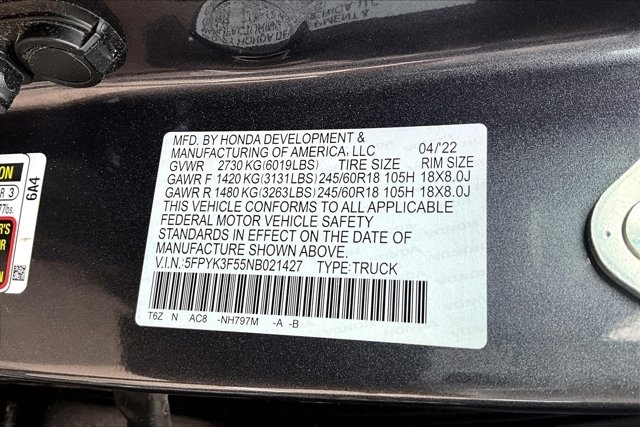 MFD. BY HONDA DEVELOPMENT &
MANUFACTURING OF AMERICA, LLC 04/'22
GVWR 2730 KG(6019LBS) TIRE SIZE RIM SIZE
GAWR F 1420 KG(3131LBS) 245/60R18 105H 18X8.0J
GAWR R 1480 KG(3263LBS) 245/60R18 105H 18X8.0J
THIS VEHICLE CONFORMS TO ALL APPLICABLE
FEDERAL MOTOR VEHICLE SAFETY
STANDARDS IN EFFECT ON THE DATE OF
MANUFACTURE SHOWN ABOVE.
V.I.N.:5FPYK3F55NB021427 TYPE:TRUCK
T6Z N AC8 -NH797M -A -B
ION
R 3
6A4